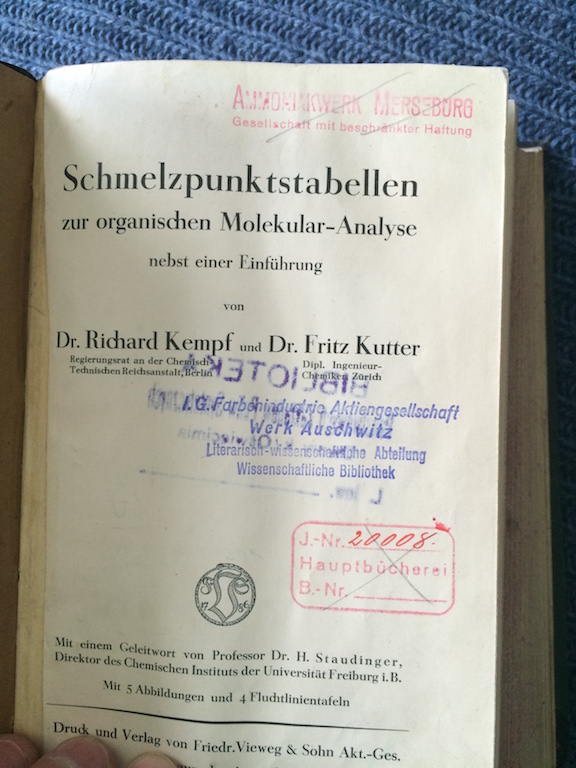 AMMONIAKWERK MERSEBURG
Gesellschaft mit beschränkter Haftung
Schmelzpunktstabellen
zur organischen Molekular-Analyse
nebst einer Einführung
von
Dr. Richard Kempf und Dr. Fritz Kutter
Regierungsrat an der Chemisch-
Technischen Reichsanstalt, Berlin
Dipl. Ingenieur-
Chemiker, Zürich
BIBLIOTEKA
I.G. Farbenindustrie Aktiengesellschaft
Werk Auschwitz
Literarisch-wissenschaftliche Abteilung
Wissenschaftliche Bibliothek
J.-Nr. 20008.
Hauptbücherei
B.-Nr.
1786
Mit einem Geleitwort von Professor Dr. H. Staudinger,
Direktor des Chemischen Instituts der Universität Freiburg i. B.
Mit 5 Abbildungen und 4 Fluchtlinientafeln
Druck und Verlag von Friedr. Vieweg & Sohn Akt.-Ges.